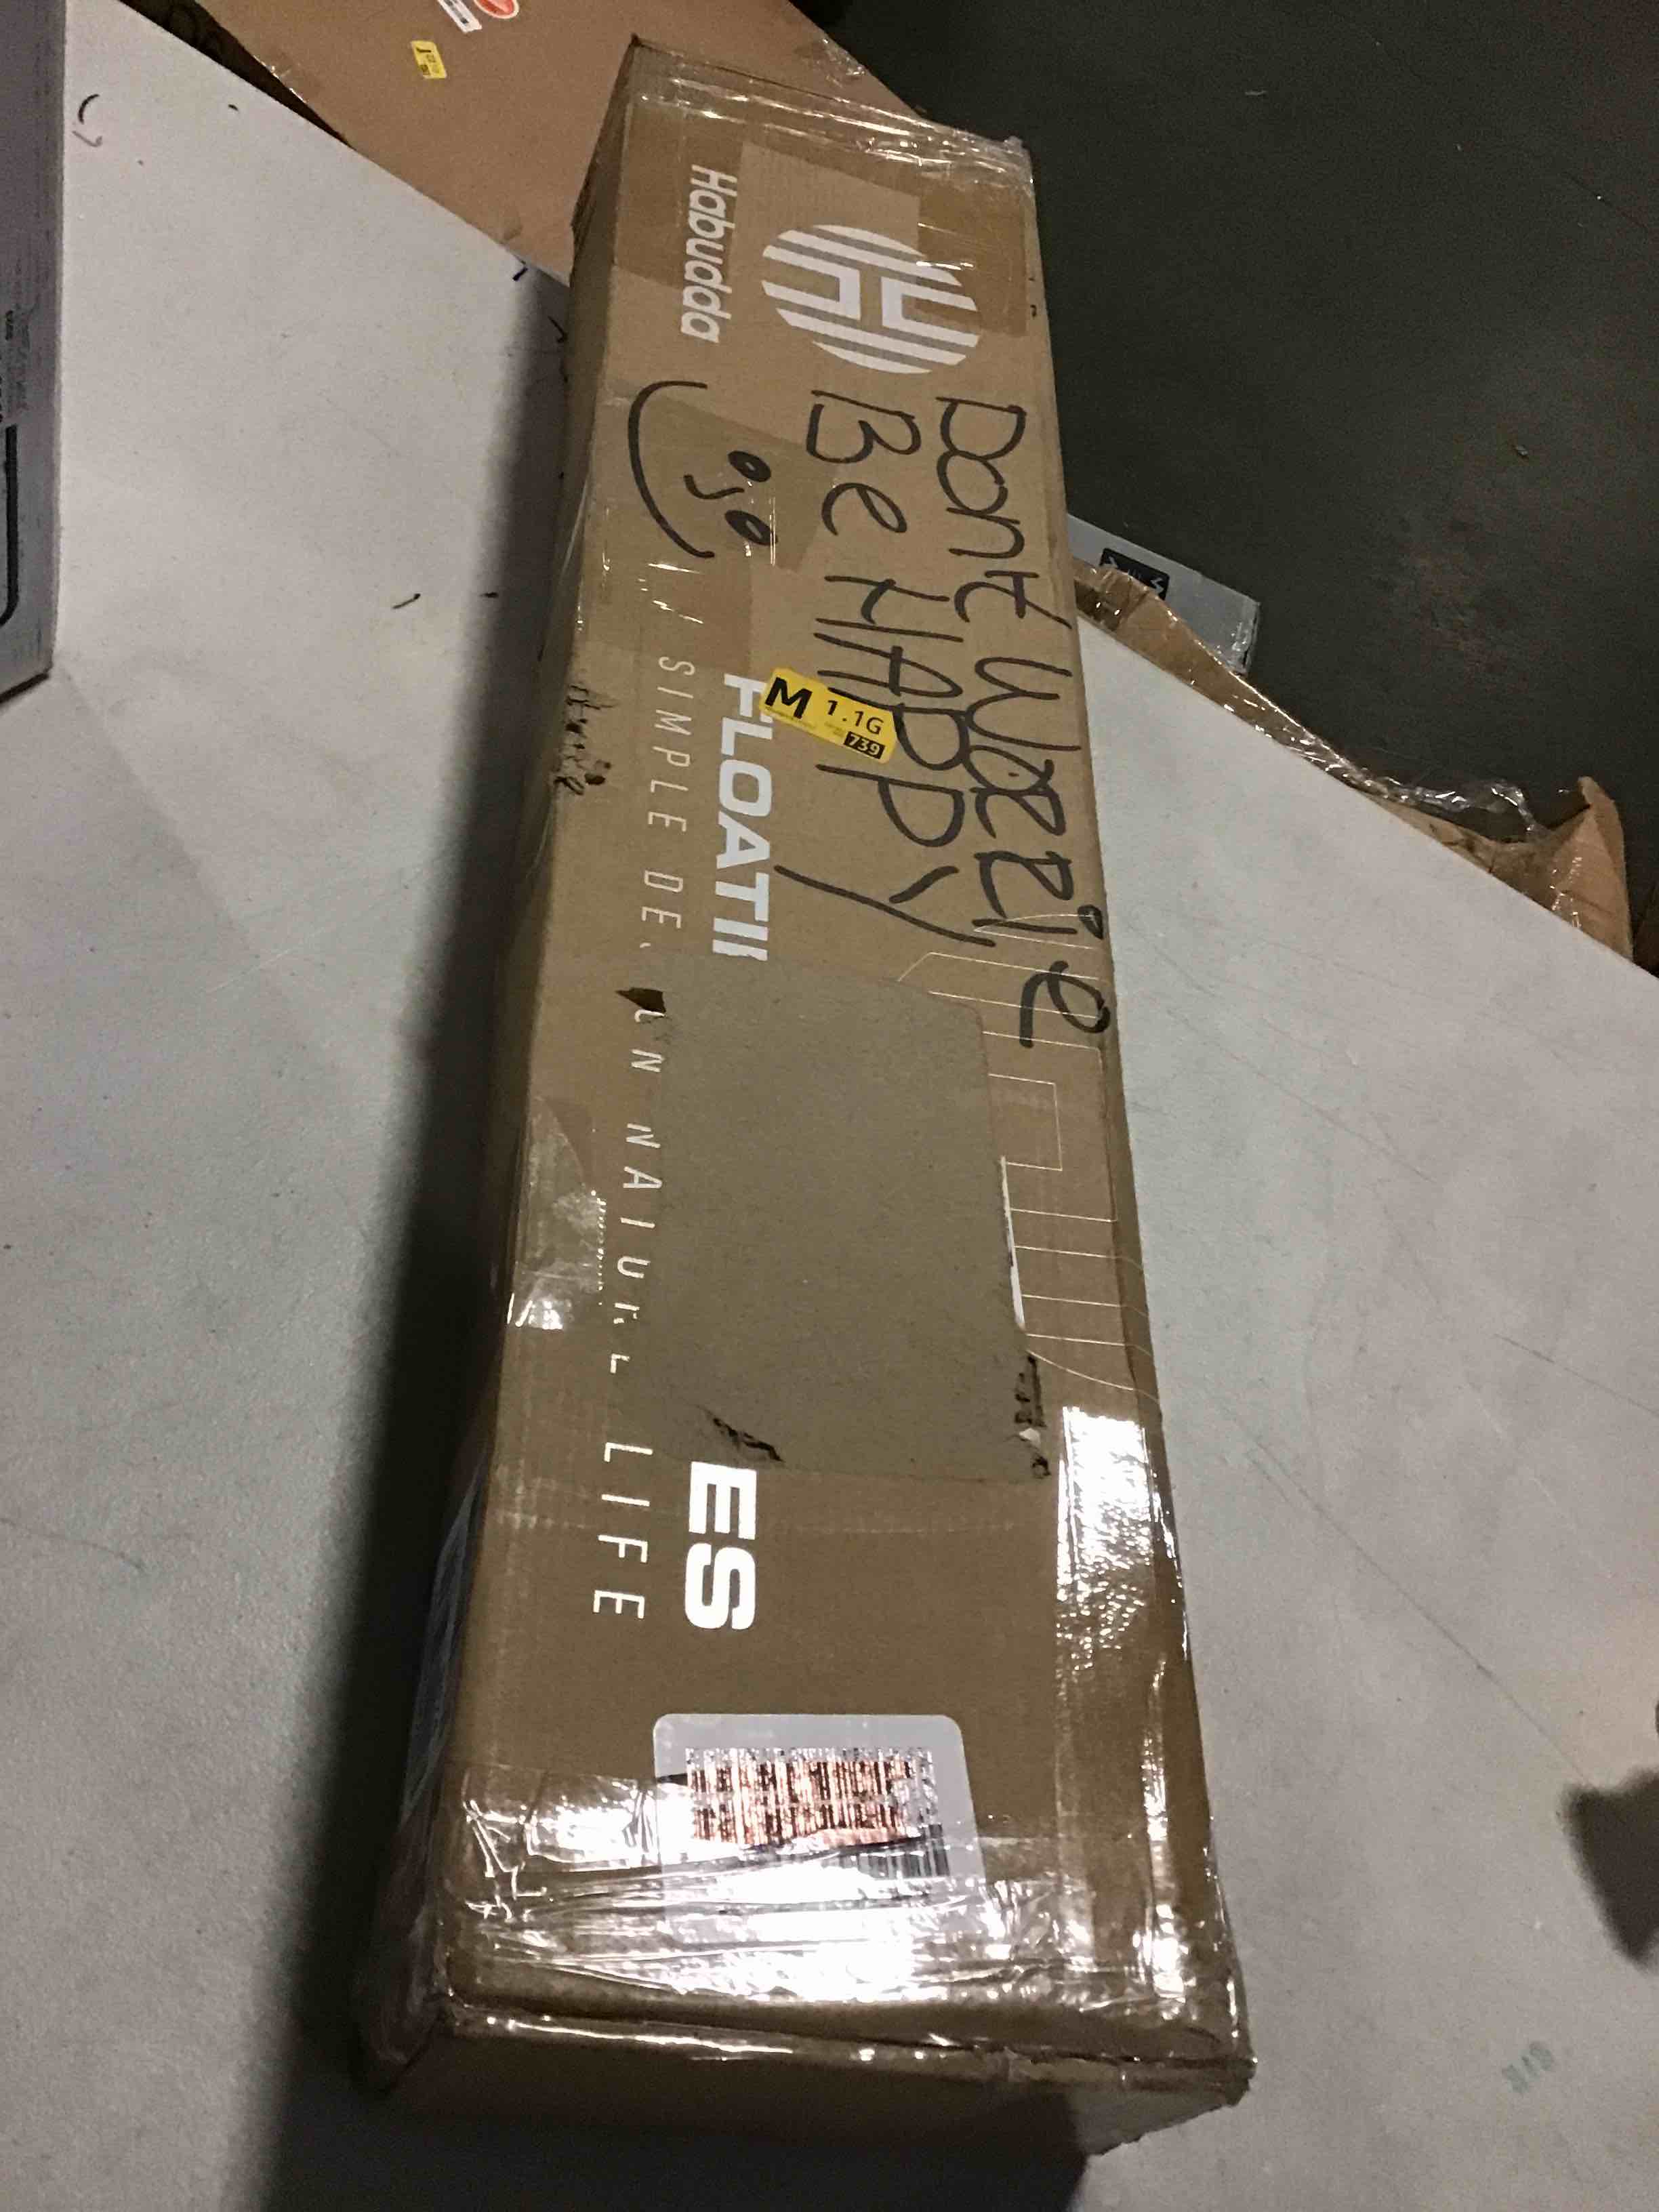 Habudda
Dont Worrie
Be HAPPY
M 1.1G
739
FLOATI
ES
SIMPLE DE
LIFE